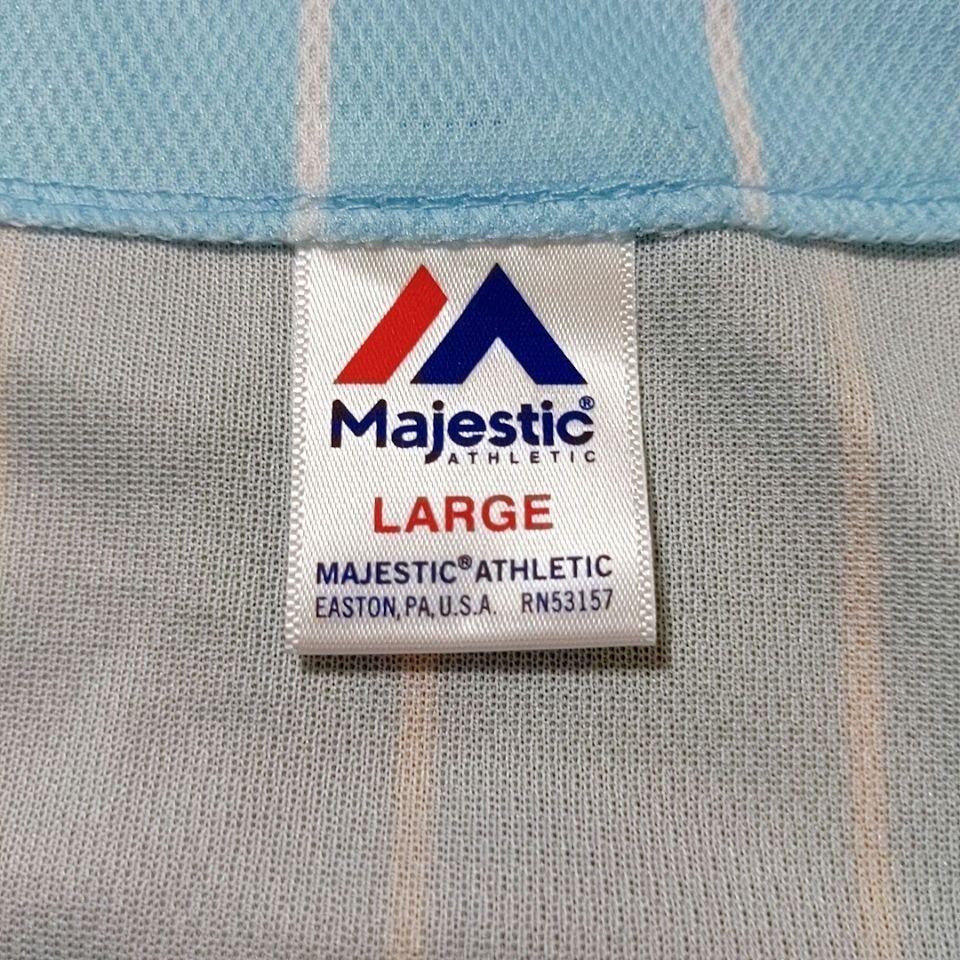 Majestic®
ATHLETIC
LARGE
MAJESTIC® ATHLETIC
EASTON, PA, U.S.A. RN53157